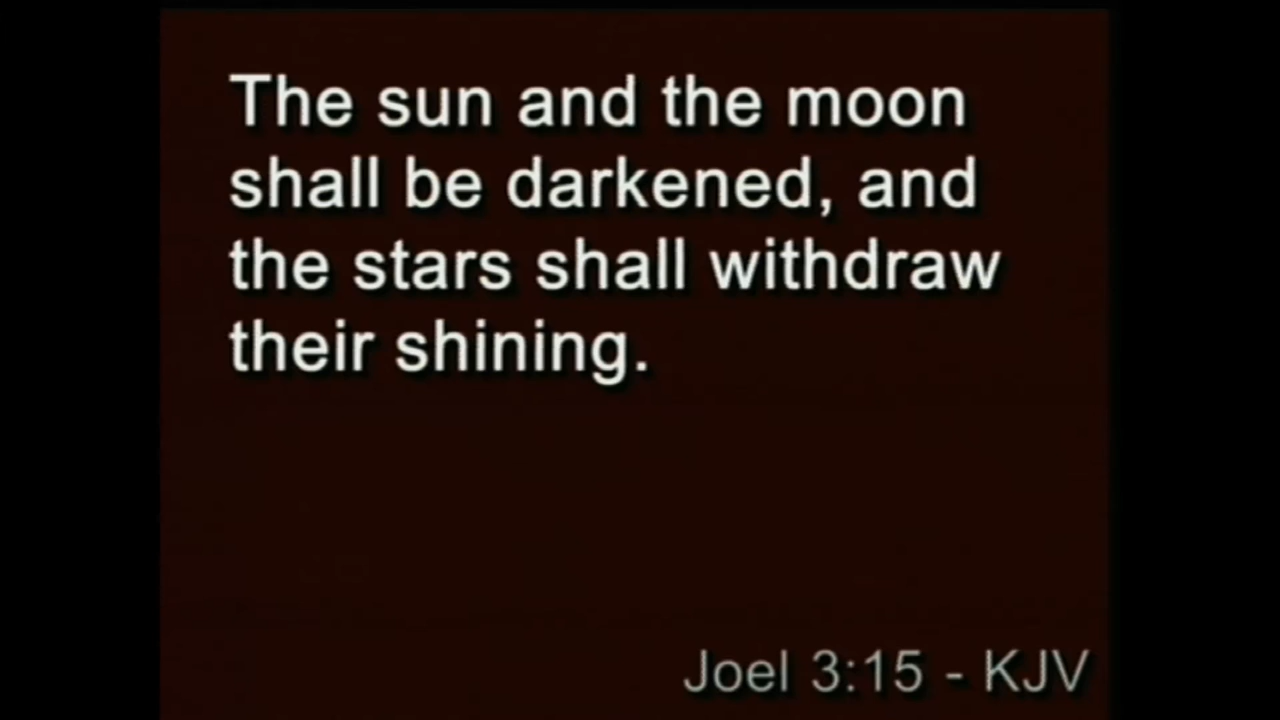 The sun and the moon
shall be darkened, and
the stars shall withdraw
their shining.
Joel 3:15 - KJV